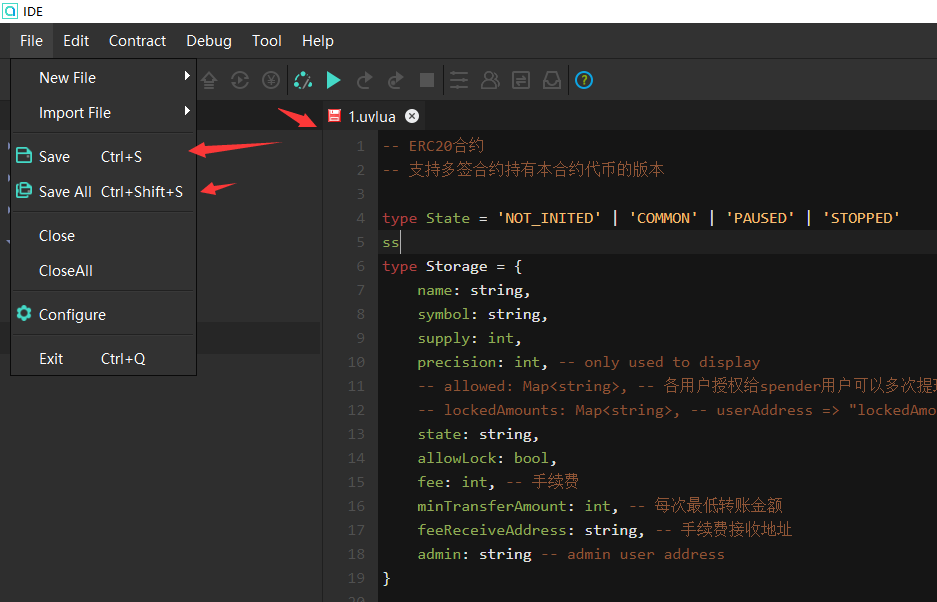 IDE
File Edit Contract Debug Tool Help
New File
Import File
Save Ctrl+S
Save All Ctrl+Shift+S
Close
CloseAll
Configure
Exit Ctrl+Q
1.uvlua
1 -- ERC20合约
2 -- 支持多签合约持有本合约代币的版本
3
4 type State = 'NOT_INITED' | 'COMMON' | 'PAUSED' | 'STOPPED'
5 ss
6 type Storage = {
7 name: string,
8 symbol: string,
9 supply: int,
10 precision: int, -- only used to display
11 -- allowed: Map<string>, -- 各用户授权给spender用户可以多次提现
12 -- lockedAmounts: Map<string>, -- userAddress => "lockedAmo
13 state: string,
14 allowLock: bool,
15 fee: int, -- 手续费
16 minTransferAmount: int, -- 每次最低转账金额
17 feeReceiveAddress: string, -- 手续费接收地址
18 admin: string -- admin user address
19 }
20